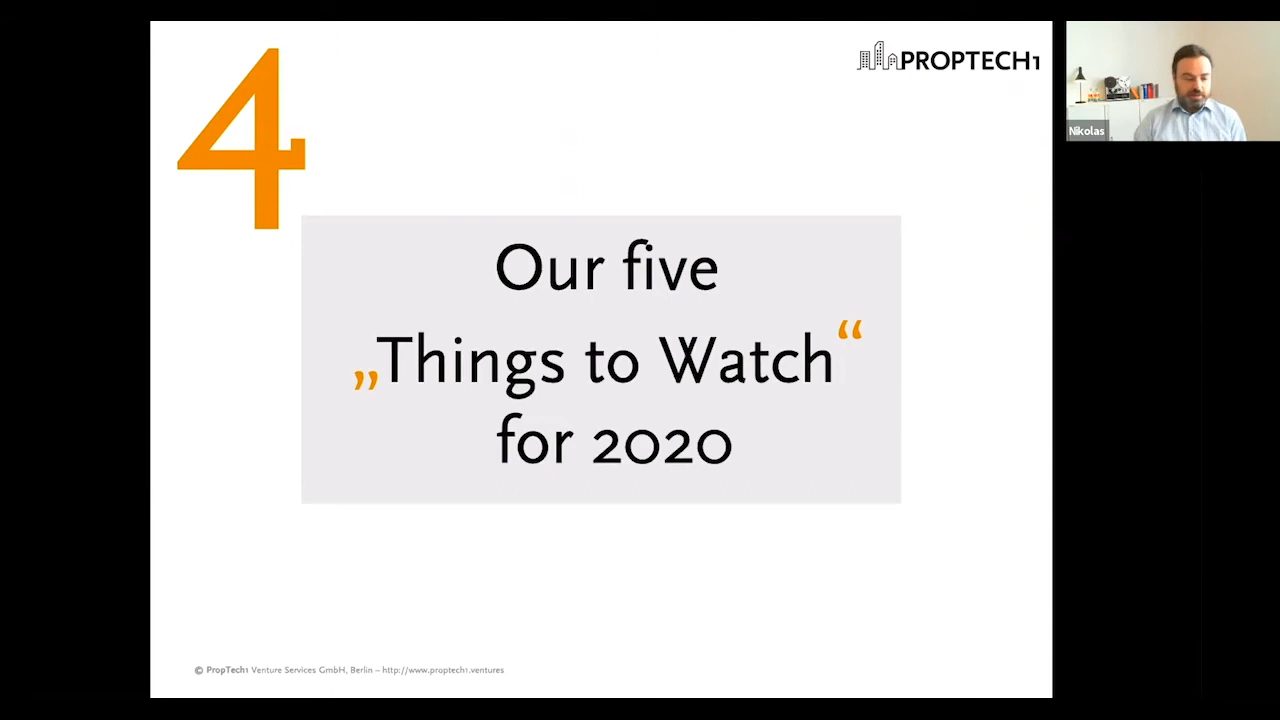 4
PROPTECH1
Nikolas
Our five
„Things to Watch“
for 2020
© PropTech1 Venture Services GmbH, Berlin – http://www.proptech1.ventures